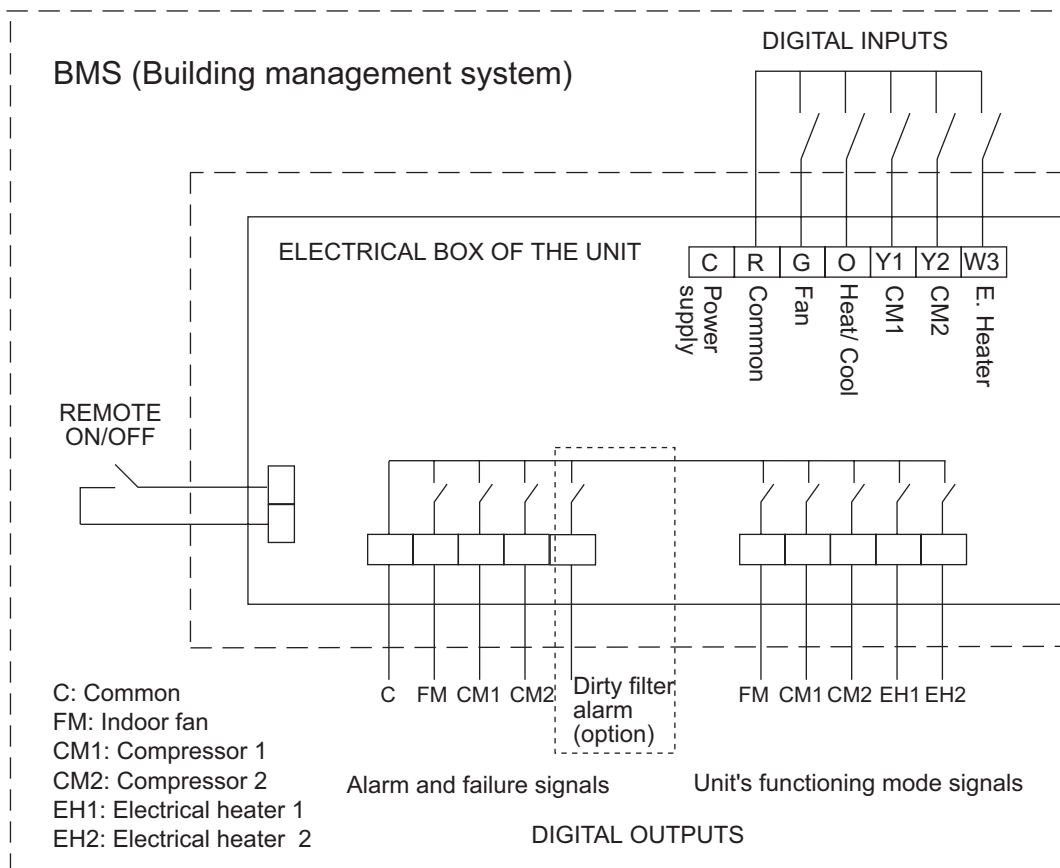 DIGITAL INPUTS
BMS (Building management system)
ELECTRICAL BOX OF THE UNIT
C R G O Y1 Y2 W3
Power
supply
Common
Fan
Heat/ Cool
CM1
CM2
E. Heater
REMOTE
ON/OFF
C FM CM1 CM2
Dirty filter
alarm
(option)
FM CM1 CM2 EH1 EH2
C: Common
FM: Indoor fan
CM1: Compressor 1
CM2: Compressor 2
EH1: Electrical heater 1
EH2: Electrical heater 2
Alarm and failure signals
Unit's functioning mode signals
DIGITAL OUTPUTS